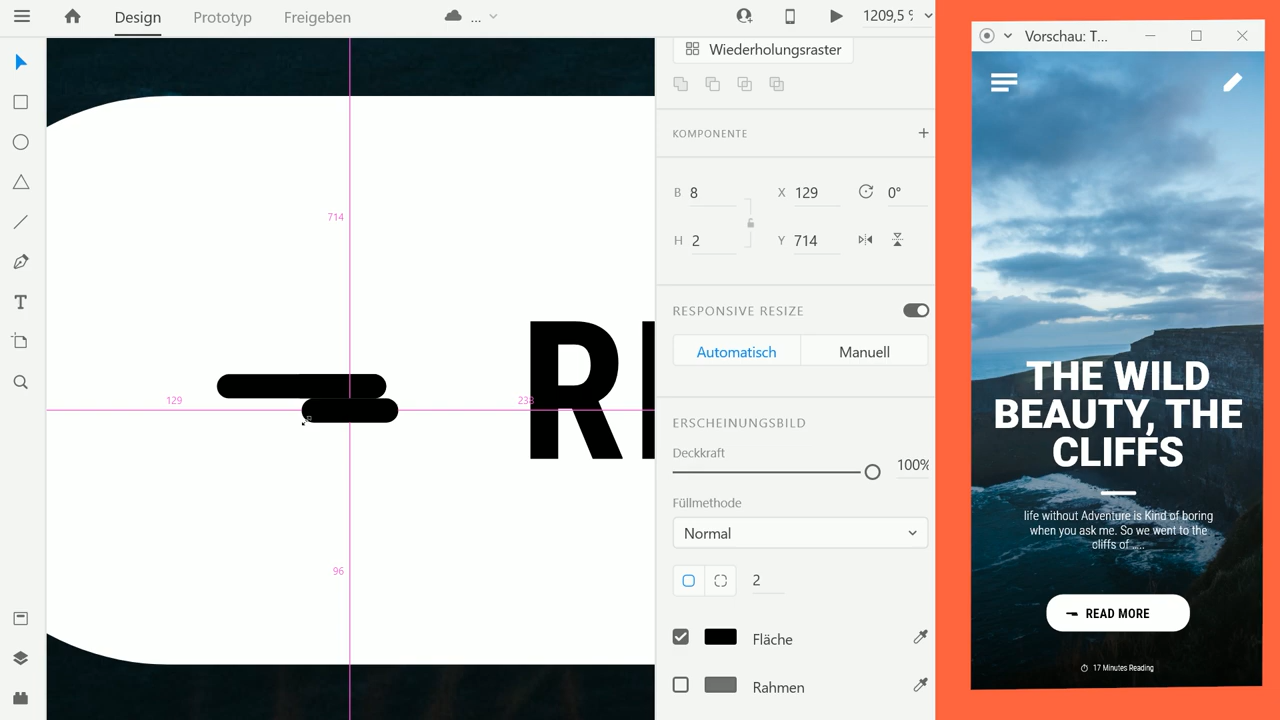 Design
Prototyp
Freigeben
...
1209,5 %
Vorschau: T...
Wiederholungsraster
KOMPONENTE
B 8
X 129
0°
H 2
Y 714
RESPONSIVE RESIZE
Automatisch
Manuell
ERSCHEINUNGSBILD
Deckkraft
100%
Füllmethode
Normal
2
Fläche
Rahmen
714
129
238
96
R
THE WILD
BEAUTY, THE
CLIFFS
life without Adventure is Kind of boring
when you ask me. So we went to the
cliffs of .....
READ MORE
17 Minutes Reading